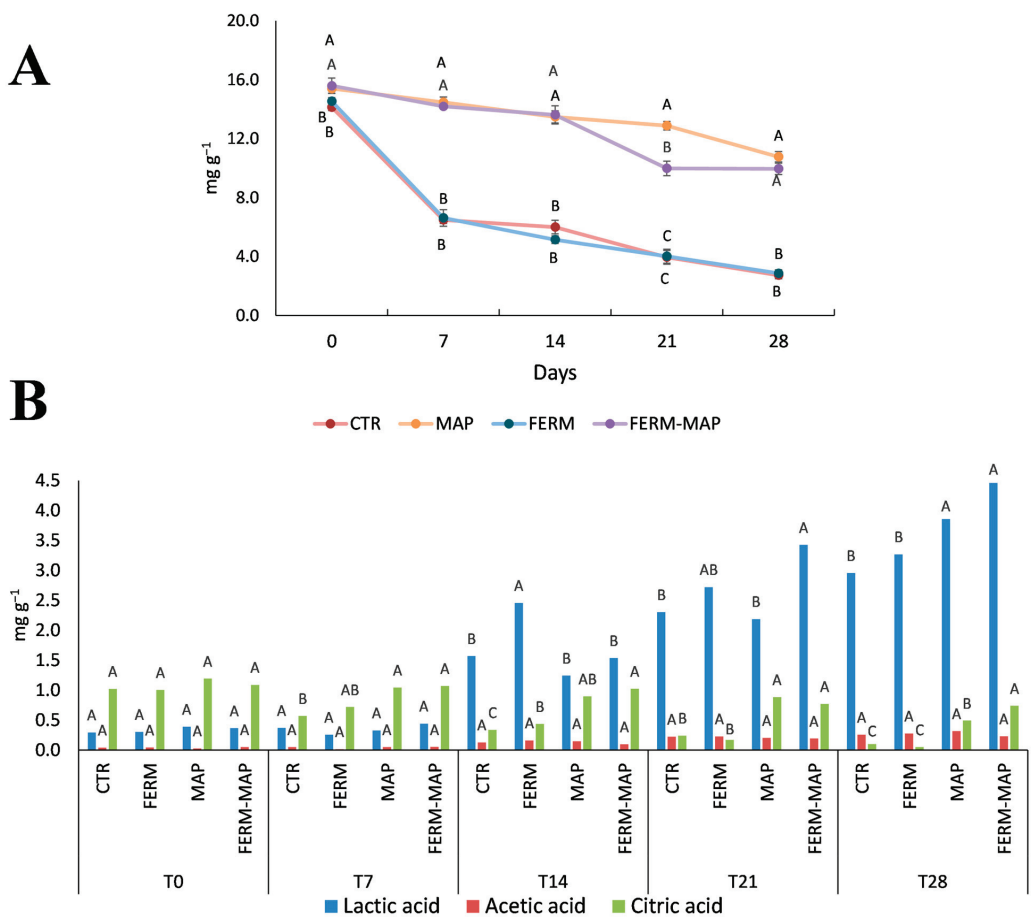 A
20.0
16.0
12.0
8.0
4.0
0.0
mg g⁻¹
A A A A A
A A A B A
B B B C B
B B B C B
0 7 14 21 28
Days
CTR MAP FERM FERM-MAP
B
4.5
4.0
3.5
3.0
2.5
2.0
1.5
1.0
0.5
0.0
mg g⁻¹
A A A A A A A A A A A A
A A B A A AB A A A A A A
B A C A A B B A AB B A A
B A B AB A B B A A A A A
B A C B A C A A B A A A
CTR FERM MAP FERM-MAP CTR FERM MAP FERM-MAP CTR FERM MAP FERM-MAP CTR FERM MAP FERM-MAP CTR FERM MAP FERM-MAP
T0 T7 T14 T21 T28
Lactic acid Acetic acid Citric acid